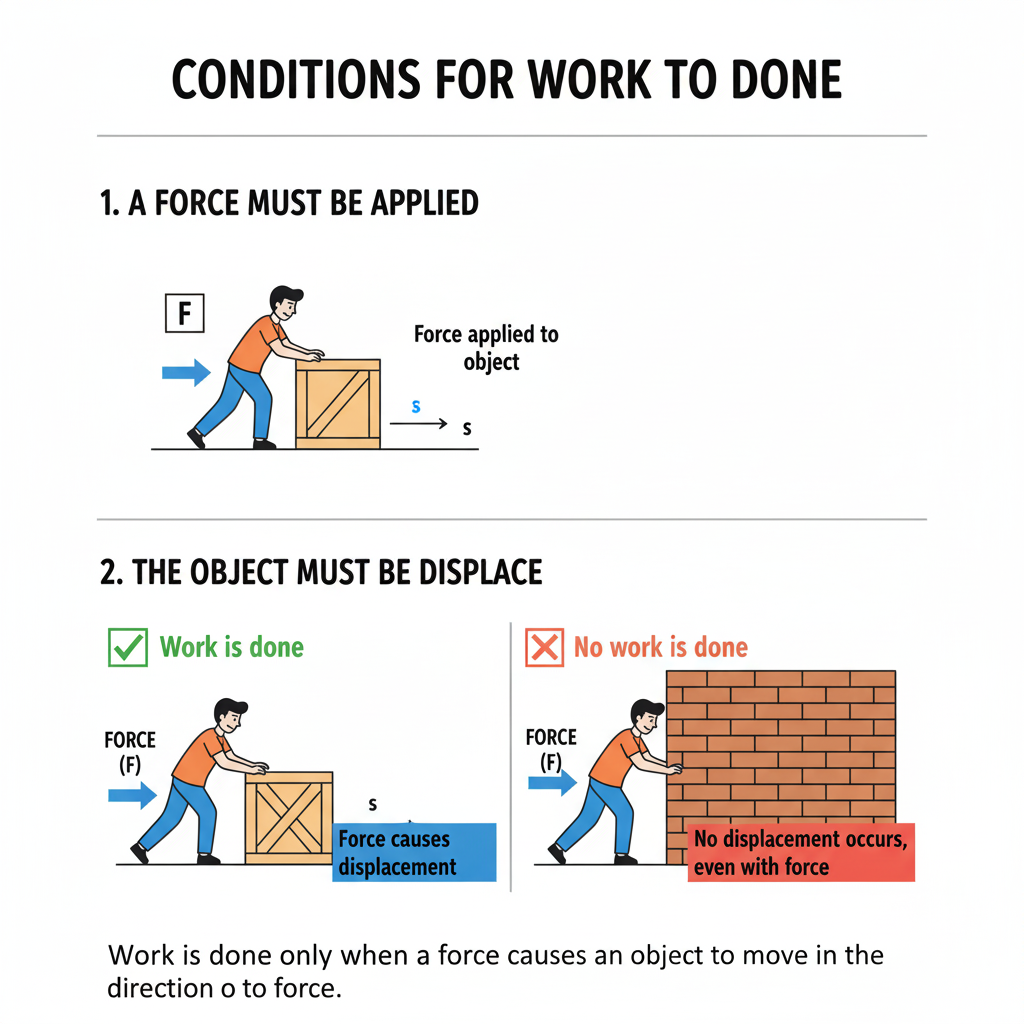 CONDITIONS FOR WORK TO DONE
1. A FORCE MUST BE APPLIED
F
Force applied to
object
s
s
2. THE OBJECT MUST BE DISPLACE
Work is done
FORCE
(F)
s
Force causes
displacement
No work is done
FORCE
(F)
No displacement occurs,
even with force
Work is done only when a force causes an object to move in the
direction o to force.